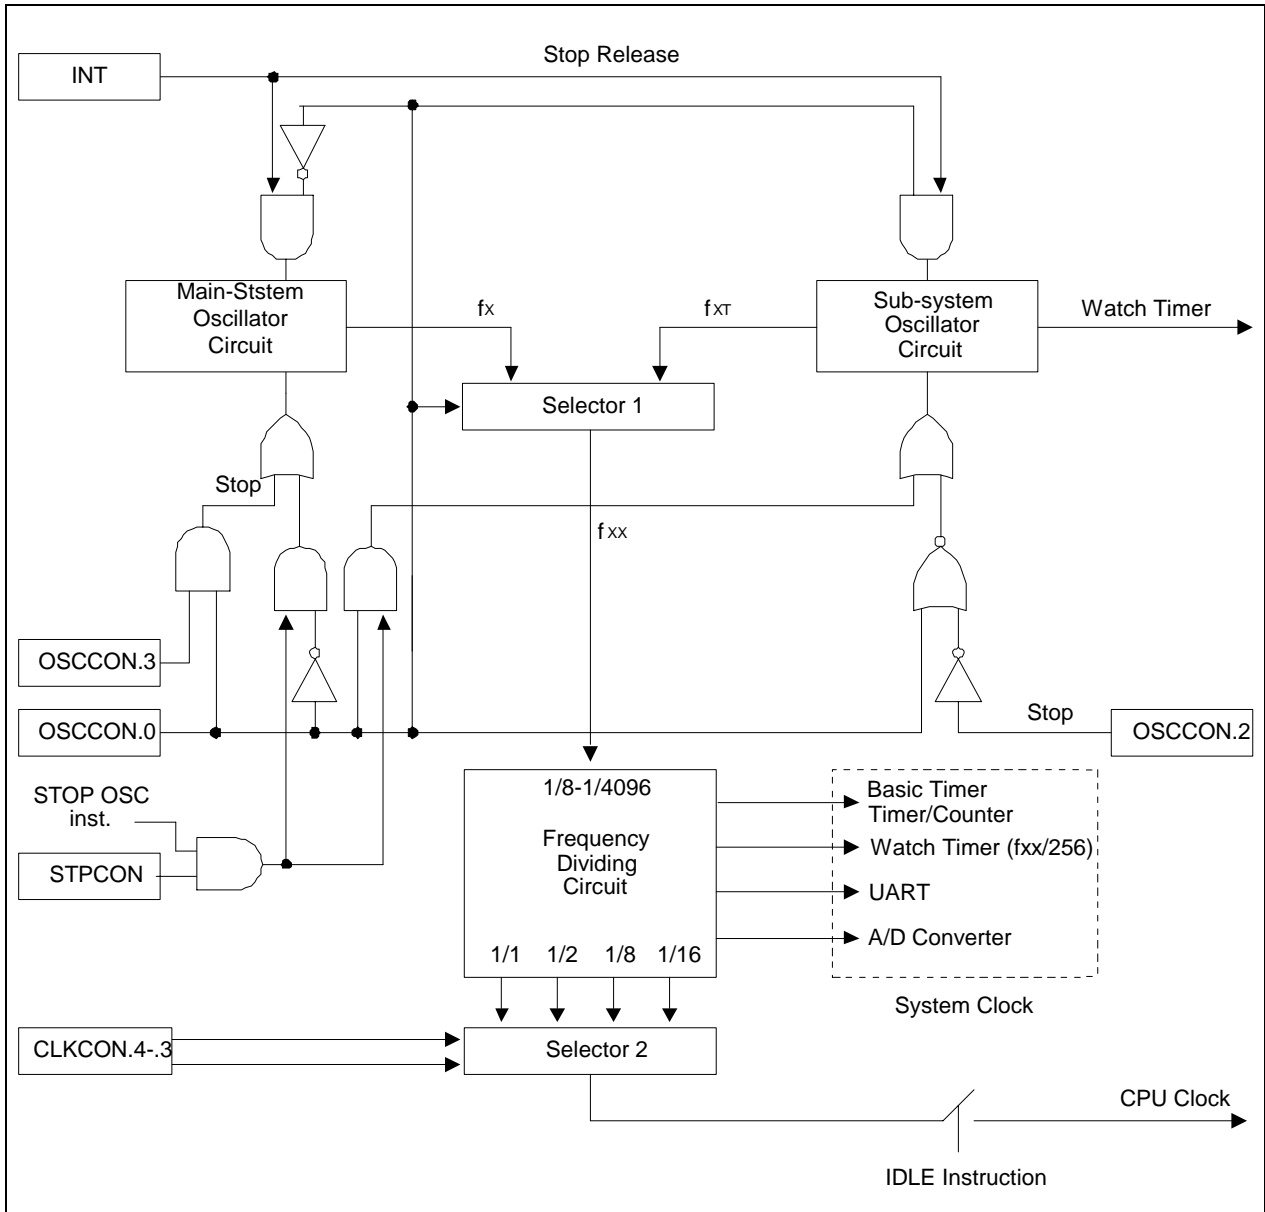 Stop Release
INT
Main-Ststem
Oscillator
Circuit
fX
fXT
Sub-system
Oscillator
Circuit
Watch Timer
Selector 1
Stop
fXX
OSCCON.3
OSCCON.0
Stop
OSCCON.2
STOP OSC
inst.
STPCON
1/8-1/4096
Frequency
Dividing
Circuit
1/1 1/2 1/8 1/16
Basic Timer
Timer/Counter
Watch Timer (fxx/256)
UART
A/D Converter
System Clock
CLKCON.4-.3
Selector 2
CPU Clock
IDLE Instruction